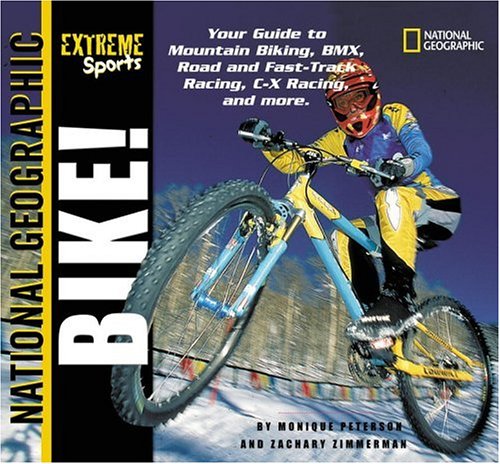 NATIONAL GEOGRAPHIC
EXTREME
Sports
BIKE!
Your Guide to
Mountain Biking, BMX,
Road and Fast-Track
Racing, C-X Racing,
and more.
NATIONAL
GEOGRAPHIC
BY MONIQUE PETERSON
AND ZACHARY ZIMMERMAN